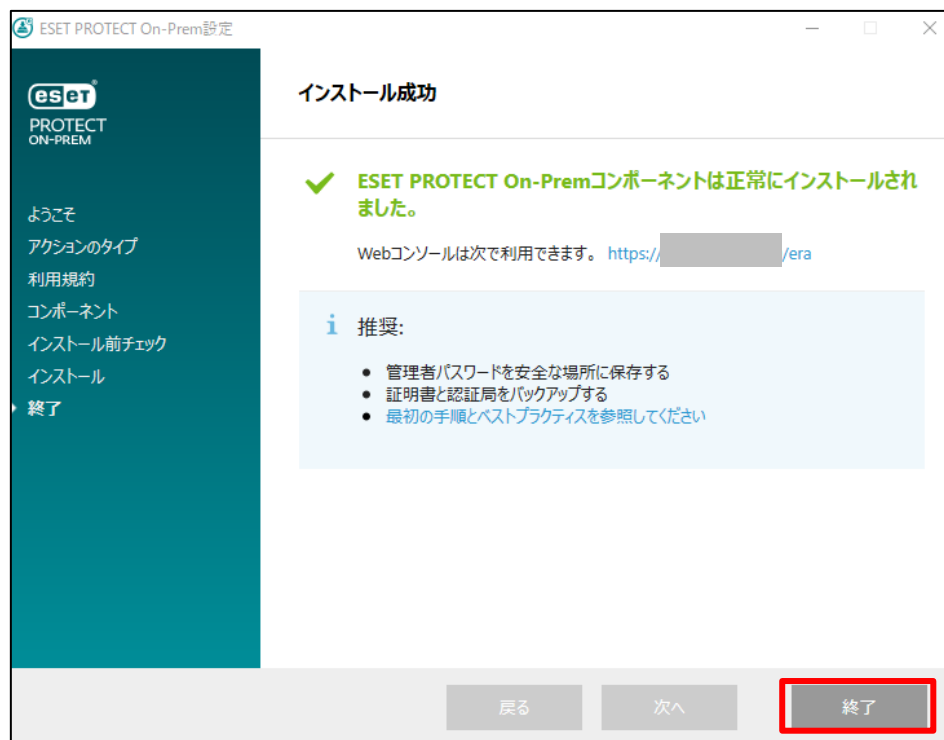 ESET PROTECT On-Prem設定
eset
PROTECT
ON-PREM
ようこそ
アクションのタイプ
利用規約
コンポーネント
インストール前チェック
インストール
終了
インストール成功
ESET PROTECT On-Premコンポーネントは正常にインストールされ
ました。
Webコンソールは次で利用できます。 https:// /era
推奨:
管理者パスワードを安全な場所に保存する
証明書と認証局をバックアップする
最初の手順とベストプラクティスを参照してください
戻る
次へ
終了